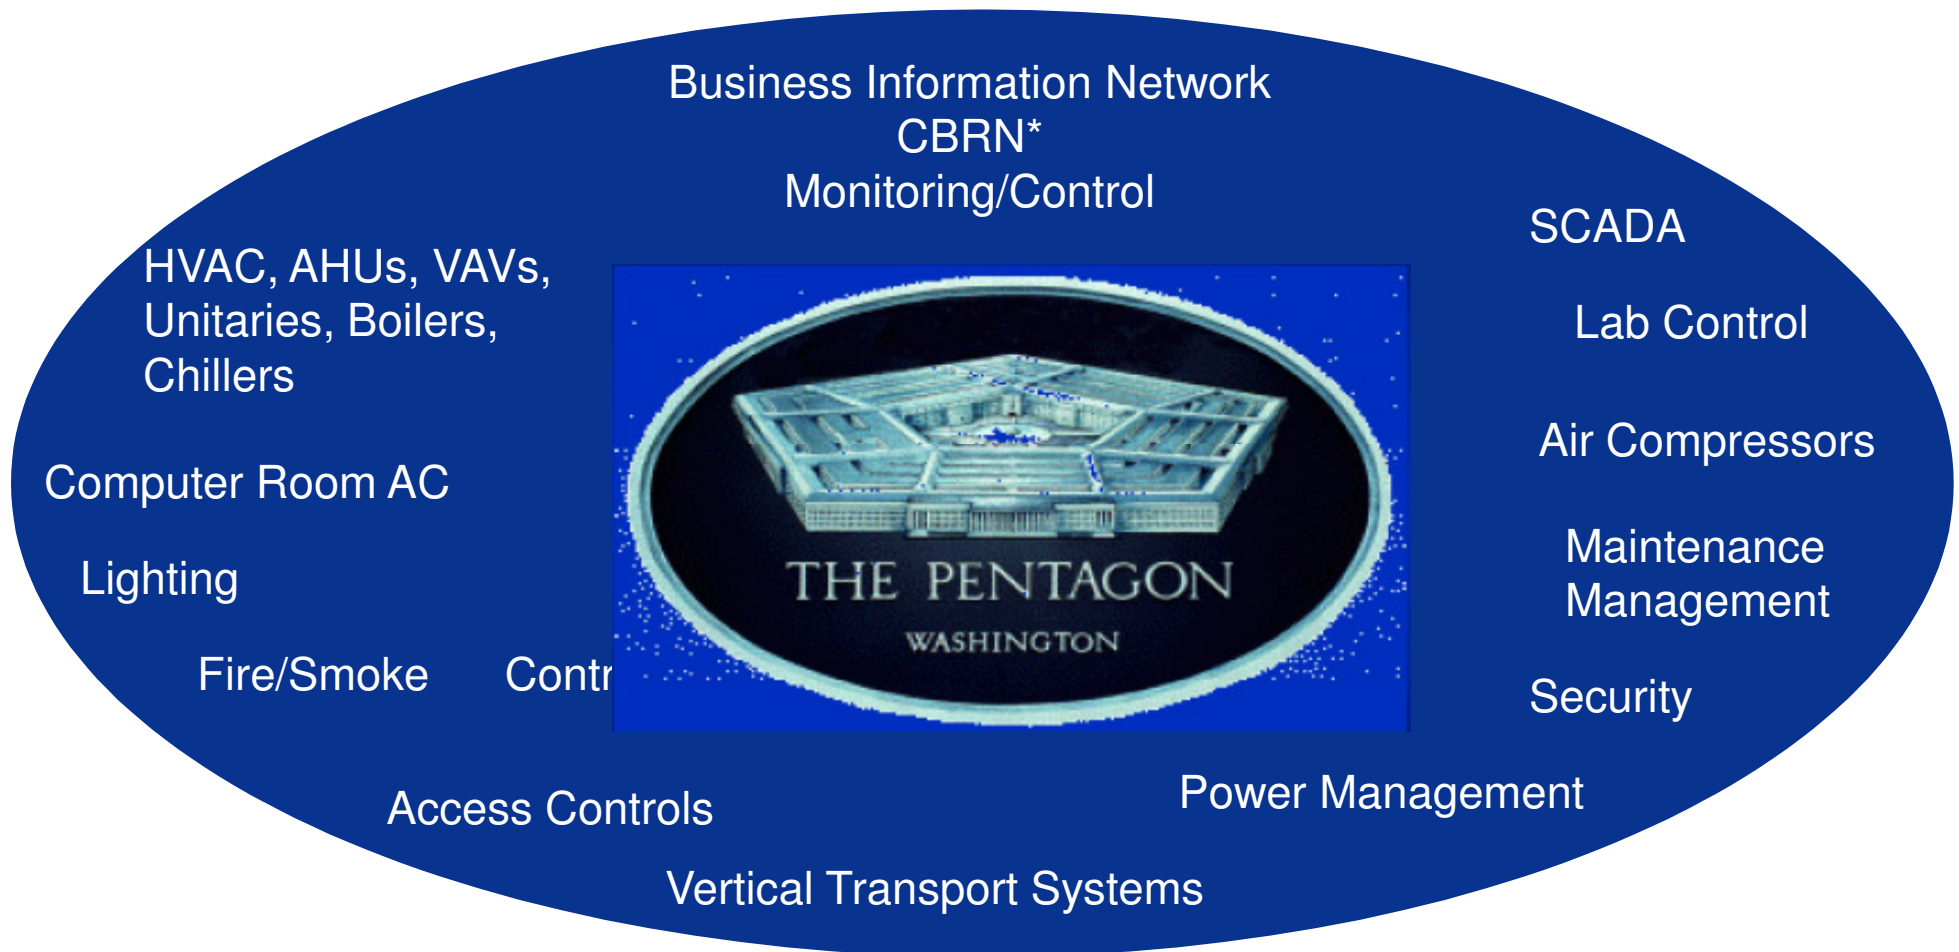 Business Information Network
CBRN*
Monitoring/Control
HVAC, AHUs, VAVs,
Unitaries, Boilers,
Chillers
Computer Room AC
Lighting
Fire/Smoke Contr
Access Controls
Vertical Transport Systems
THE PENTAGON
WASHINGTON
SCADA
Lab Control
Air Compressors
Maintenance
Management
Security
Power Management